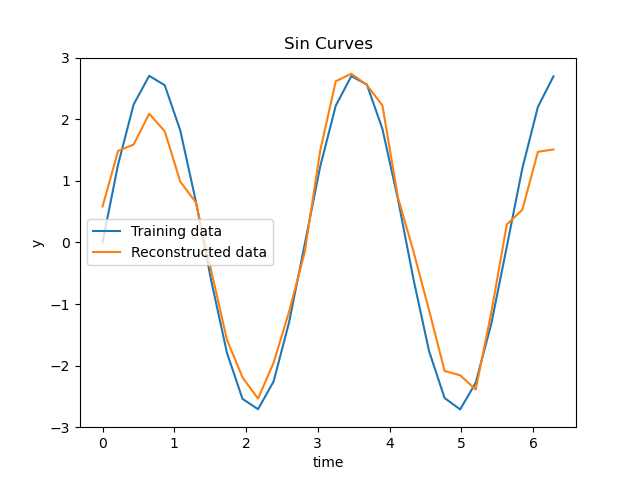 Sin Curves
3
2
1
0
−1
−2
−3
y
Training data
Reconstructed data
0 1 2 3 4 5 6
time